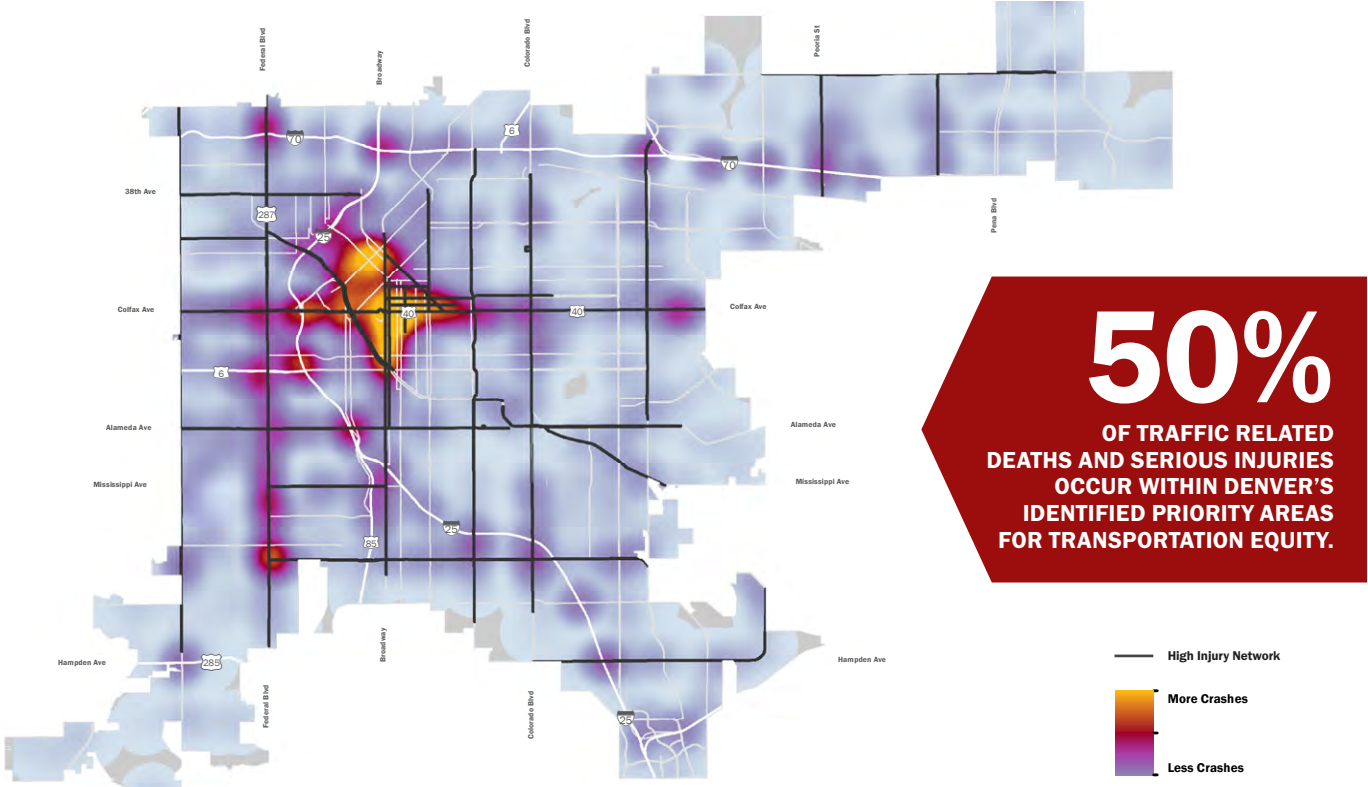 Federal Blvd
Broadway
Colorado Blvd
Peoria St
6
70
70
38th Ave
287
25
Pena Blvd
Colfax Ave
40
40
Colfax Ave
6
Alameda Ave
Alameda Ave
Mississippi Ave
Mississippi Ave
25
85
Hampden Ave
285
Broadway
Hampden Ave
Federal Blvd
Colorado Blvd
25
50%
OF TRAFFIC RELATED
DEATHS AND SERIOUS INJURIES
OCCUR WITHIN DENVER’S
IDENTIFIED PRIORITY AREAS
FOR TRANSPORTATION EQUITY.
High Injury Network
More Crashes
Less Crashes